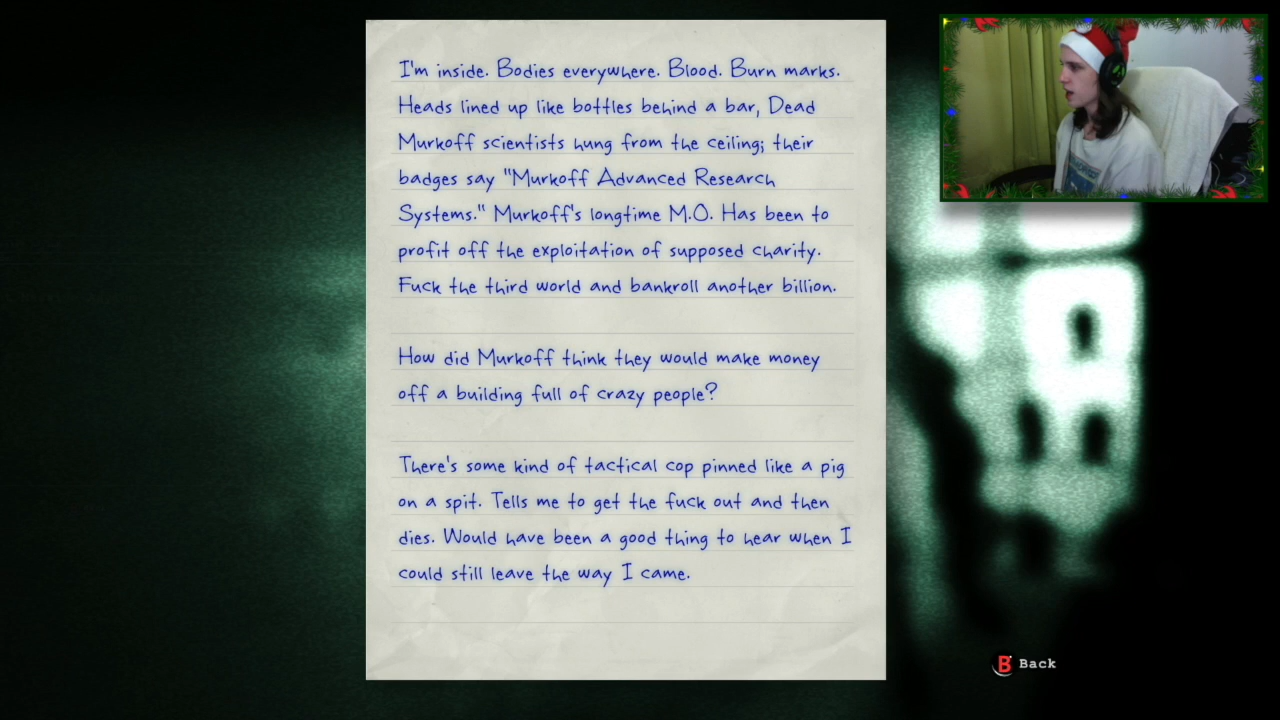 I'm inside. Bodies everywhere. Blood. Burn marks.
Heads lined up like bottles behind a bar, Dead
Murkoff scientists hung from the ceiling; their
badges say "Murkoff Advanced Research
Systems." Murkoff's longtime M.O. Has been to
profit off the exploitation of supposed charity.
Fuck the third world and bankroll another billion.
How did Murkoff think they would make money
off a building full of crazy people?
There's some kind of tactical cop pinned like a pig
on a spit. Tells me to get the fuck out and then
dies. Would have been a good thing to hear when I
could still leave the way I came.
B Back